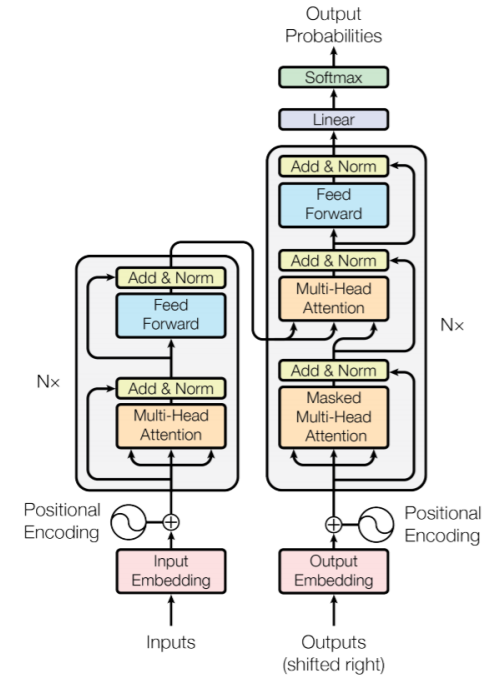 Output
Probabilities
Softmax
Linear
Add & Norm
Feed
Forward
Add & Norm
Multi-Head
Attention
Add & Norm
Masked
Multi-Head
Attention
Nx
Add & Norm
Feed
Forward
Add & Norm
Multi-Head
Attention
Nx
Positional
Encoding
Positional
Encoding
Input
Embedding
Output
Embedding
Inputs
Outputs
(shifted right)